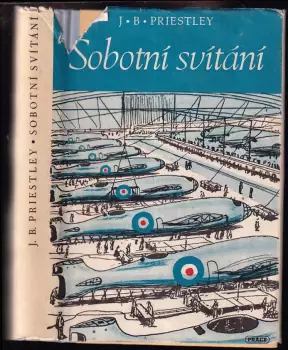 J. B. PRIESTLEY • SOBOTNÍ SVÍTÁNÍ
J • B • PRIESTLEY
Sobotní svítání
PRÁCE